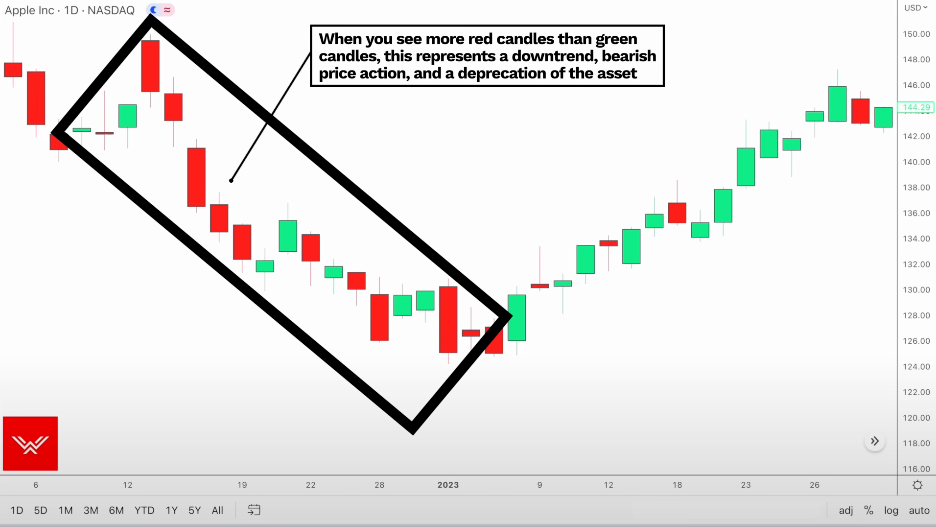 Apple Inc · 1D · NASDAQ
USD
When you see more red candles than green
candles, this represents a downtrend, bearish
price action, and a deprecation of the asset
150.00
148.00
146.00
144.29
142.00
140.00
138.00
136.00
134.00
132.00
130.00
128.00
126.00
124.00
122.00
120.00
118.00
116.00
6 12 19 22 28 2023 9 12 18 23 26
1D 5D 1M 3M 6M YTD 1Y 5Y All adj % log auto